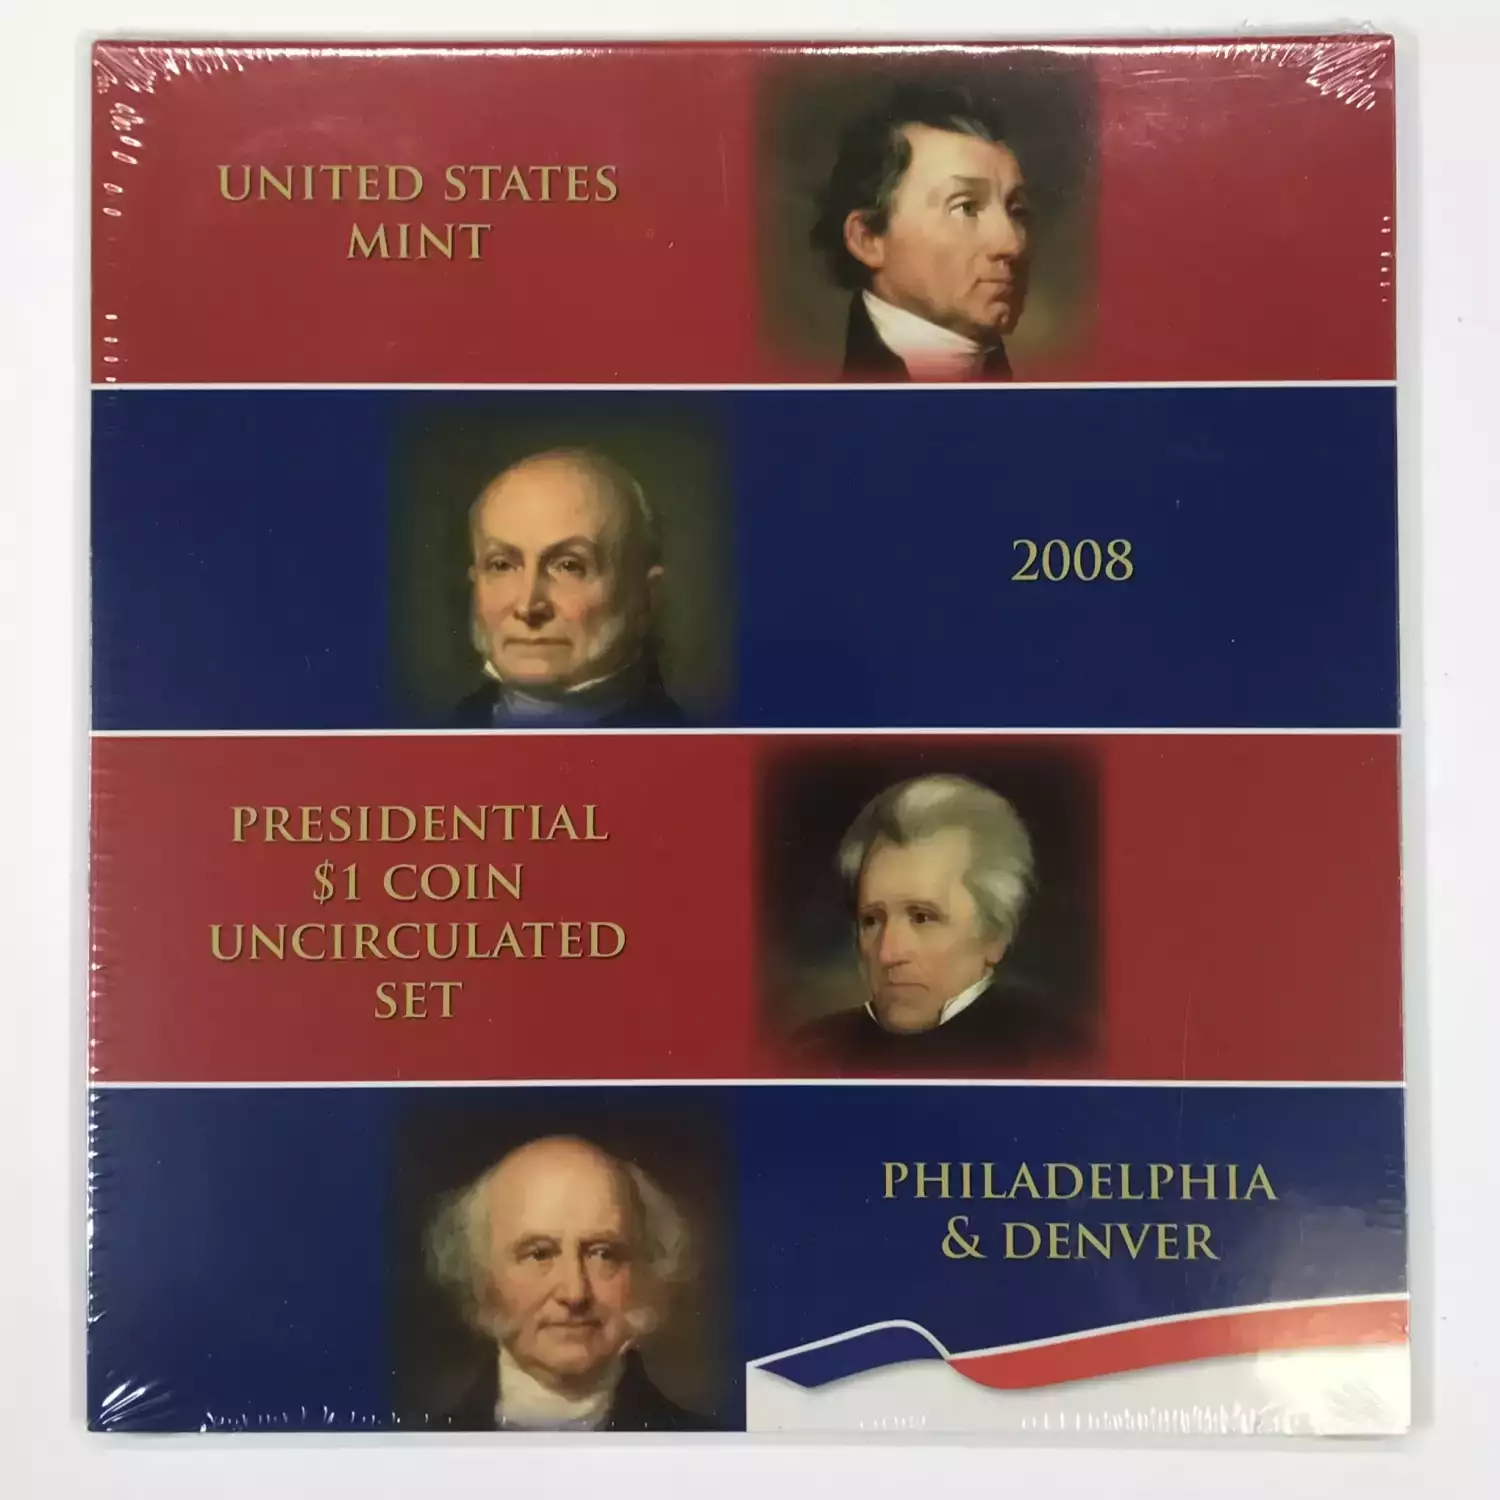 UNITED STATES
MINT
2008
PRESIDENTIAL
$1 COIN
UNCIRCULATED
SET
PHILADELPHIA
& DENVER